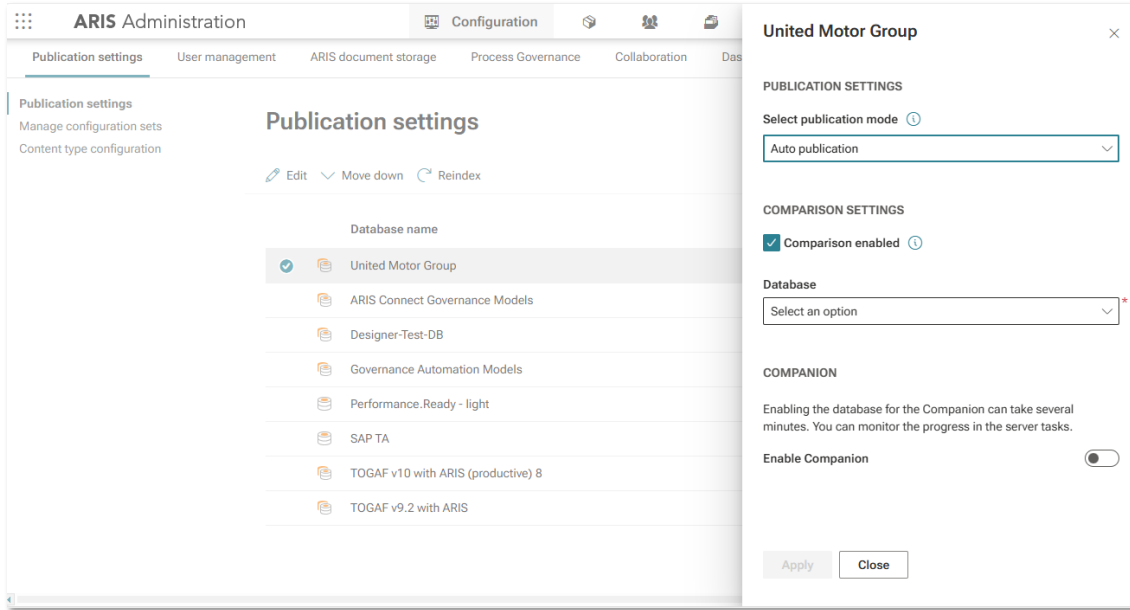 ARIS Administration
Configuration
Publication settings
User management
ARIS document storage
Process Governance
Collaboration
Das
Publication settings
Manage configuration sets
Content type configuration
Publication settings
Edit
Move down
Reindex
Database name
United Motor Group
ARIS Connect Governance Models
Designer-Test-DB
Governance Automation Models
Performance.Ready - light
SAP TA
TOGAF v10 with ARIS (productive) 8
TOGAF v9.2 with ARIS
United Motor Group
PUBLICATION SETTINGS
Select publication mode
Auto publication
COMPARISON SETTINGS
Comparison enabled
Database
Select an option
*
COMPANION
Enabling the database for the Companion can take several
minutes. You can monitor the progress in the server tasks.
Enable Companion
Apply
Close